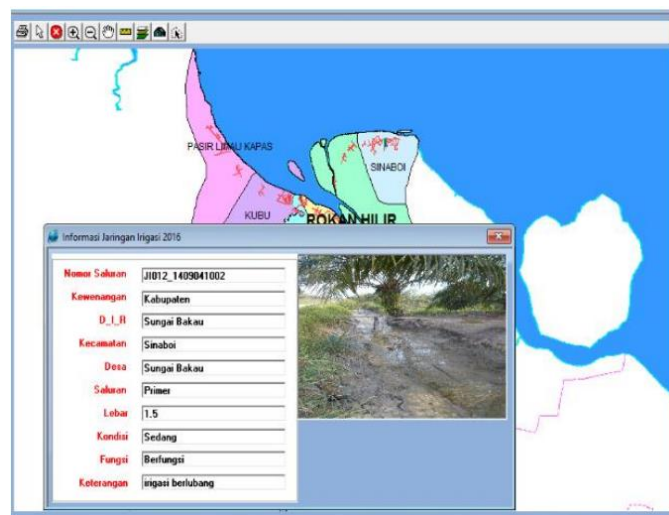 PASIR LIMAU KAPAS
SINABOI
KUBU
ROKAN HILIR
Informasi Jaringan Irigasi 2016
Nomor Saluran JI012_1409041002
Kewenangan Kabupaten
D_I_R Sungai Bakau
Kecamatan Sinaboi
Desa Sungai Bakau
Saluran Primer
Lebar 1.5
Kondisi Sedang
Fungsi Berfungsi
Keterangan irigasi berlubang